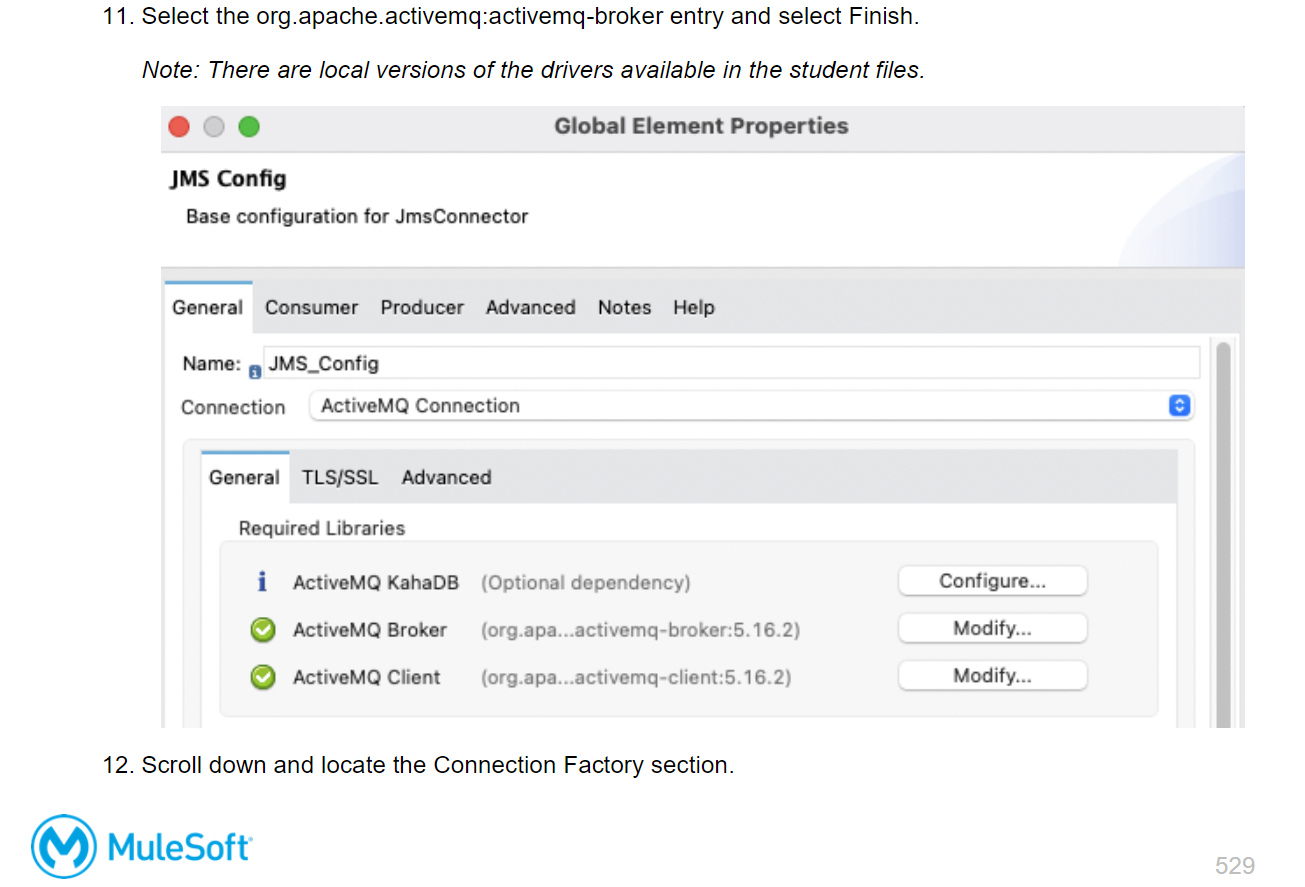 11. Select the org.apache.activemq:activemq-broker entry and select Finish.
Note: There are local versions of the drivers available in the student files.
Global Element Properties
JMS Config
Base configuration for JmsConnector
General Consumer Producer Advanced Notes Help
Name: JMS_Config
Connection ActiveMQ Connection
General TLS/SSL Advanced
Required Libraries
ActiveMQ KahaDB (Optional dependency) Configure...
ActiveMQ Broker (org.apa...activemq-broker:5.16.2) Modify...
ActiveMQ Client (org.apa...activemq-client:5.16.2) Modify...
12. Scroll down and locate the Connection Factory section.
MuleSoft
529